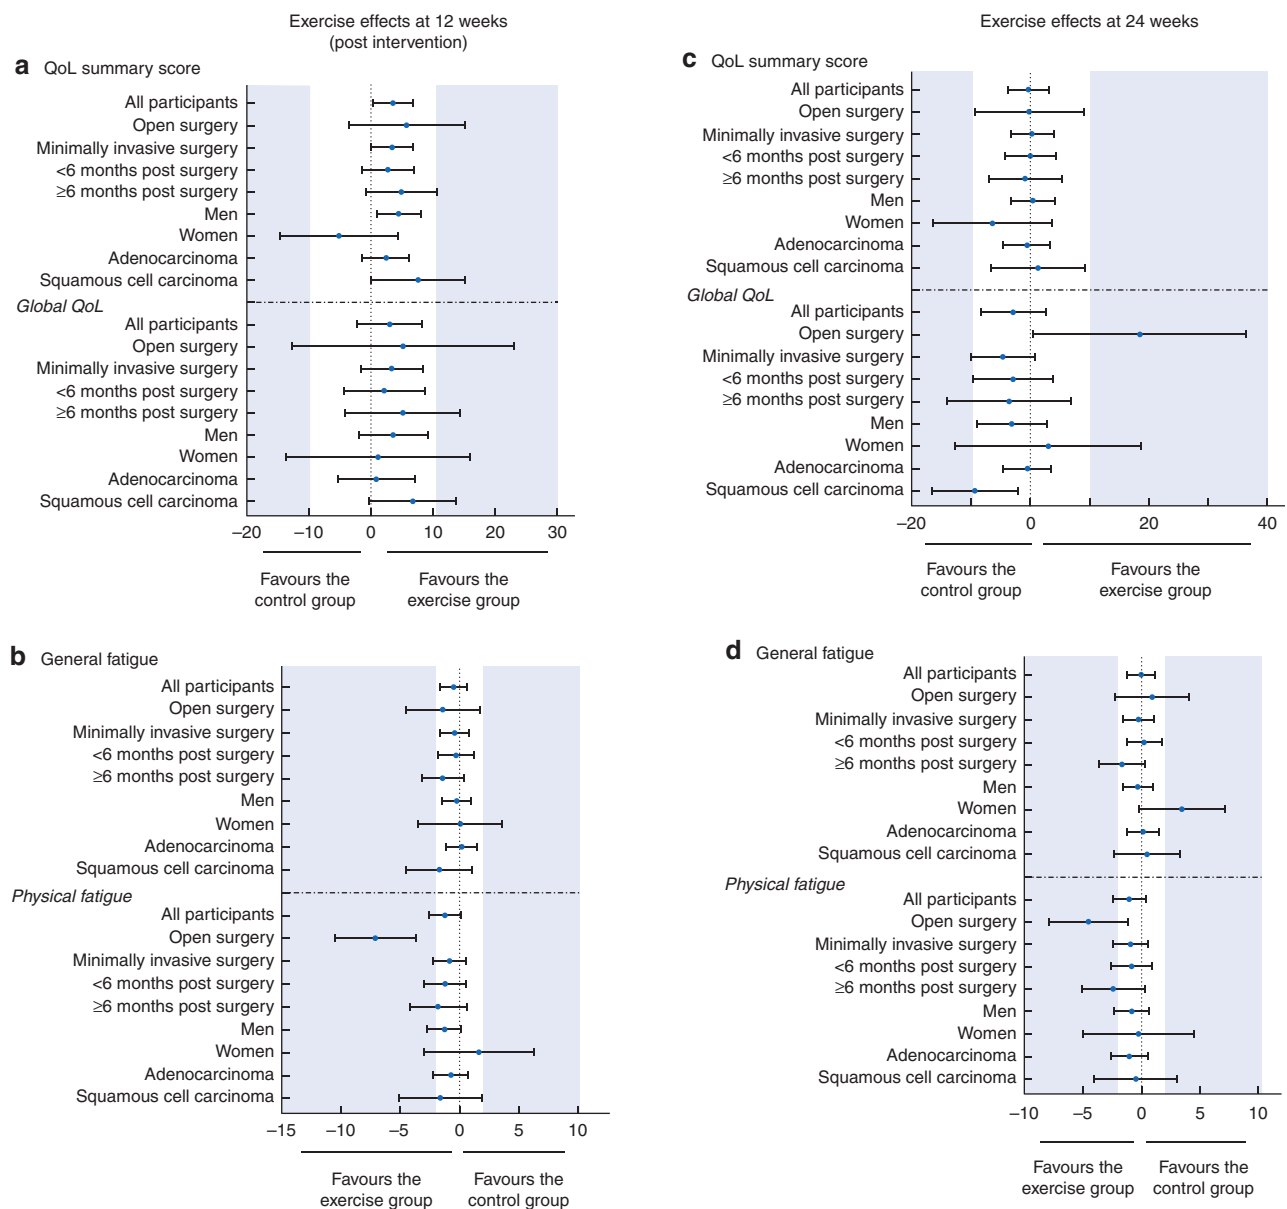 Exercise effects at 12 weeks
(post intervention)
a QoL summary score
All participants
Open surgery
Minimally invasive surgery
<6 months post surgery
≥6 months post surgery
Men
Women
Adenocarcinoma
Squamous cell carcinoma
Global QoL
All participants
Open surgery
Minimally invasive surgery
<6 months post surgery
≥6 months post surgery
Men
Women
Adenocarcinoma
Squamous cell carcinoma
–20 –10 0 10 20 30
Favours the
control group
Favours the
exercise group
b General fatigue
All participants
Open surgery
Minimally invasive surgery
<6 months post surgery
≥6 months post surgery
Men
Women
Adenocarcinoma
Squamous cell carcinoma
Physical fatigue
All participants
Open surgery
Minimally invasive surgery
<6 months post surgery
≥6 months post surgery
Men
Women
Adenocarcinoma
Squamous cell carcinoma
–15 –10 –5 0 5 10
Favours the
exercise group
Favours the
control group
Exercise effects at 24 weeks
c QoL summary score
All participants
Open surgery
Minimally invasive surgery
<6 months post surgery
≥6 months post surgery
Men
Women
Adenocarcinoma
Squamous cell carcinoma
Global QoL
All participants
Open surgery
Minimally invasive surgery
<6 months post surgery
≥6 months post surgery
Men
Women
Adenocarcinoma
Squamous cell carcinoma
–20 0 20 40
Favours the
control group
Favours the
exercise group
d General fatigue
All participants
Open surgery
Minimally invasive surgery
<6 months post surgery
≥6 months post surgery
Men
Women
Adenocarcinoma
Squamous cell carcinoma
Physical fatigue
All participants
Open surgery
Minimally invasive surgery
<6 months post surgery
≥6 months post surgery
Men
Women
Adenocarcinoma
Squamous cell carcinoma
–10 –5 0 5 10
Favours the
exercise group
Favours the
control group